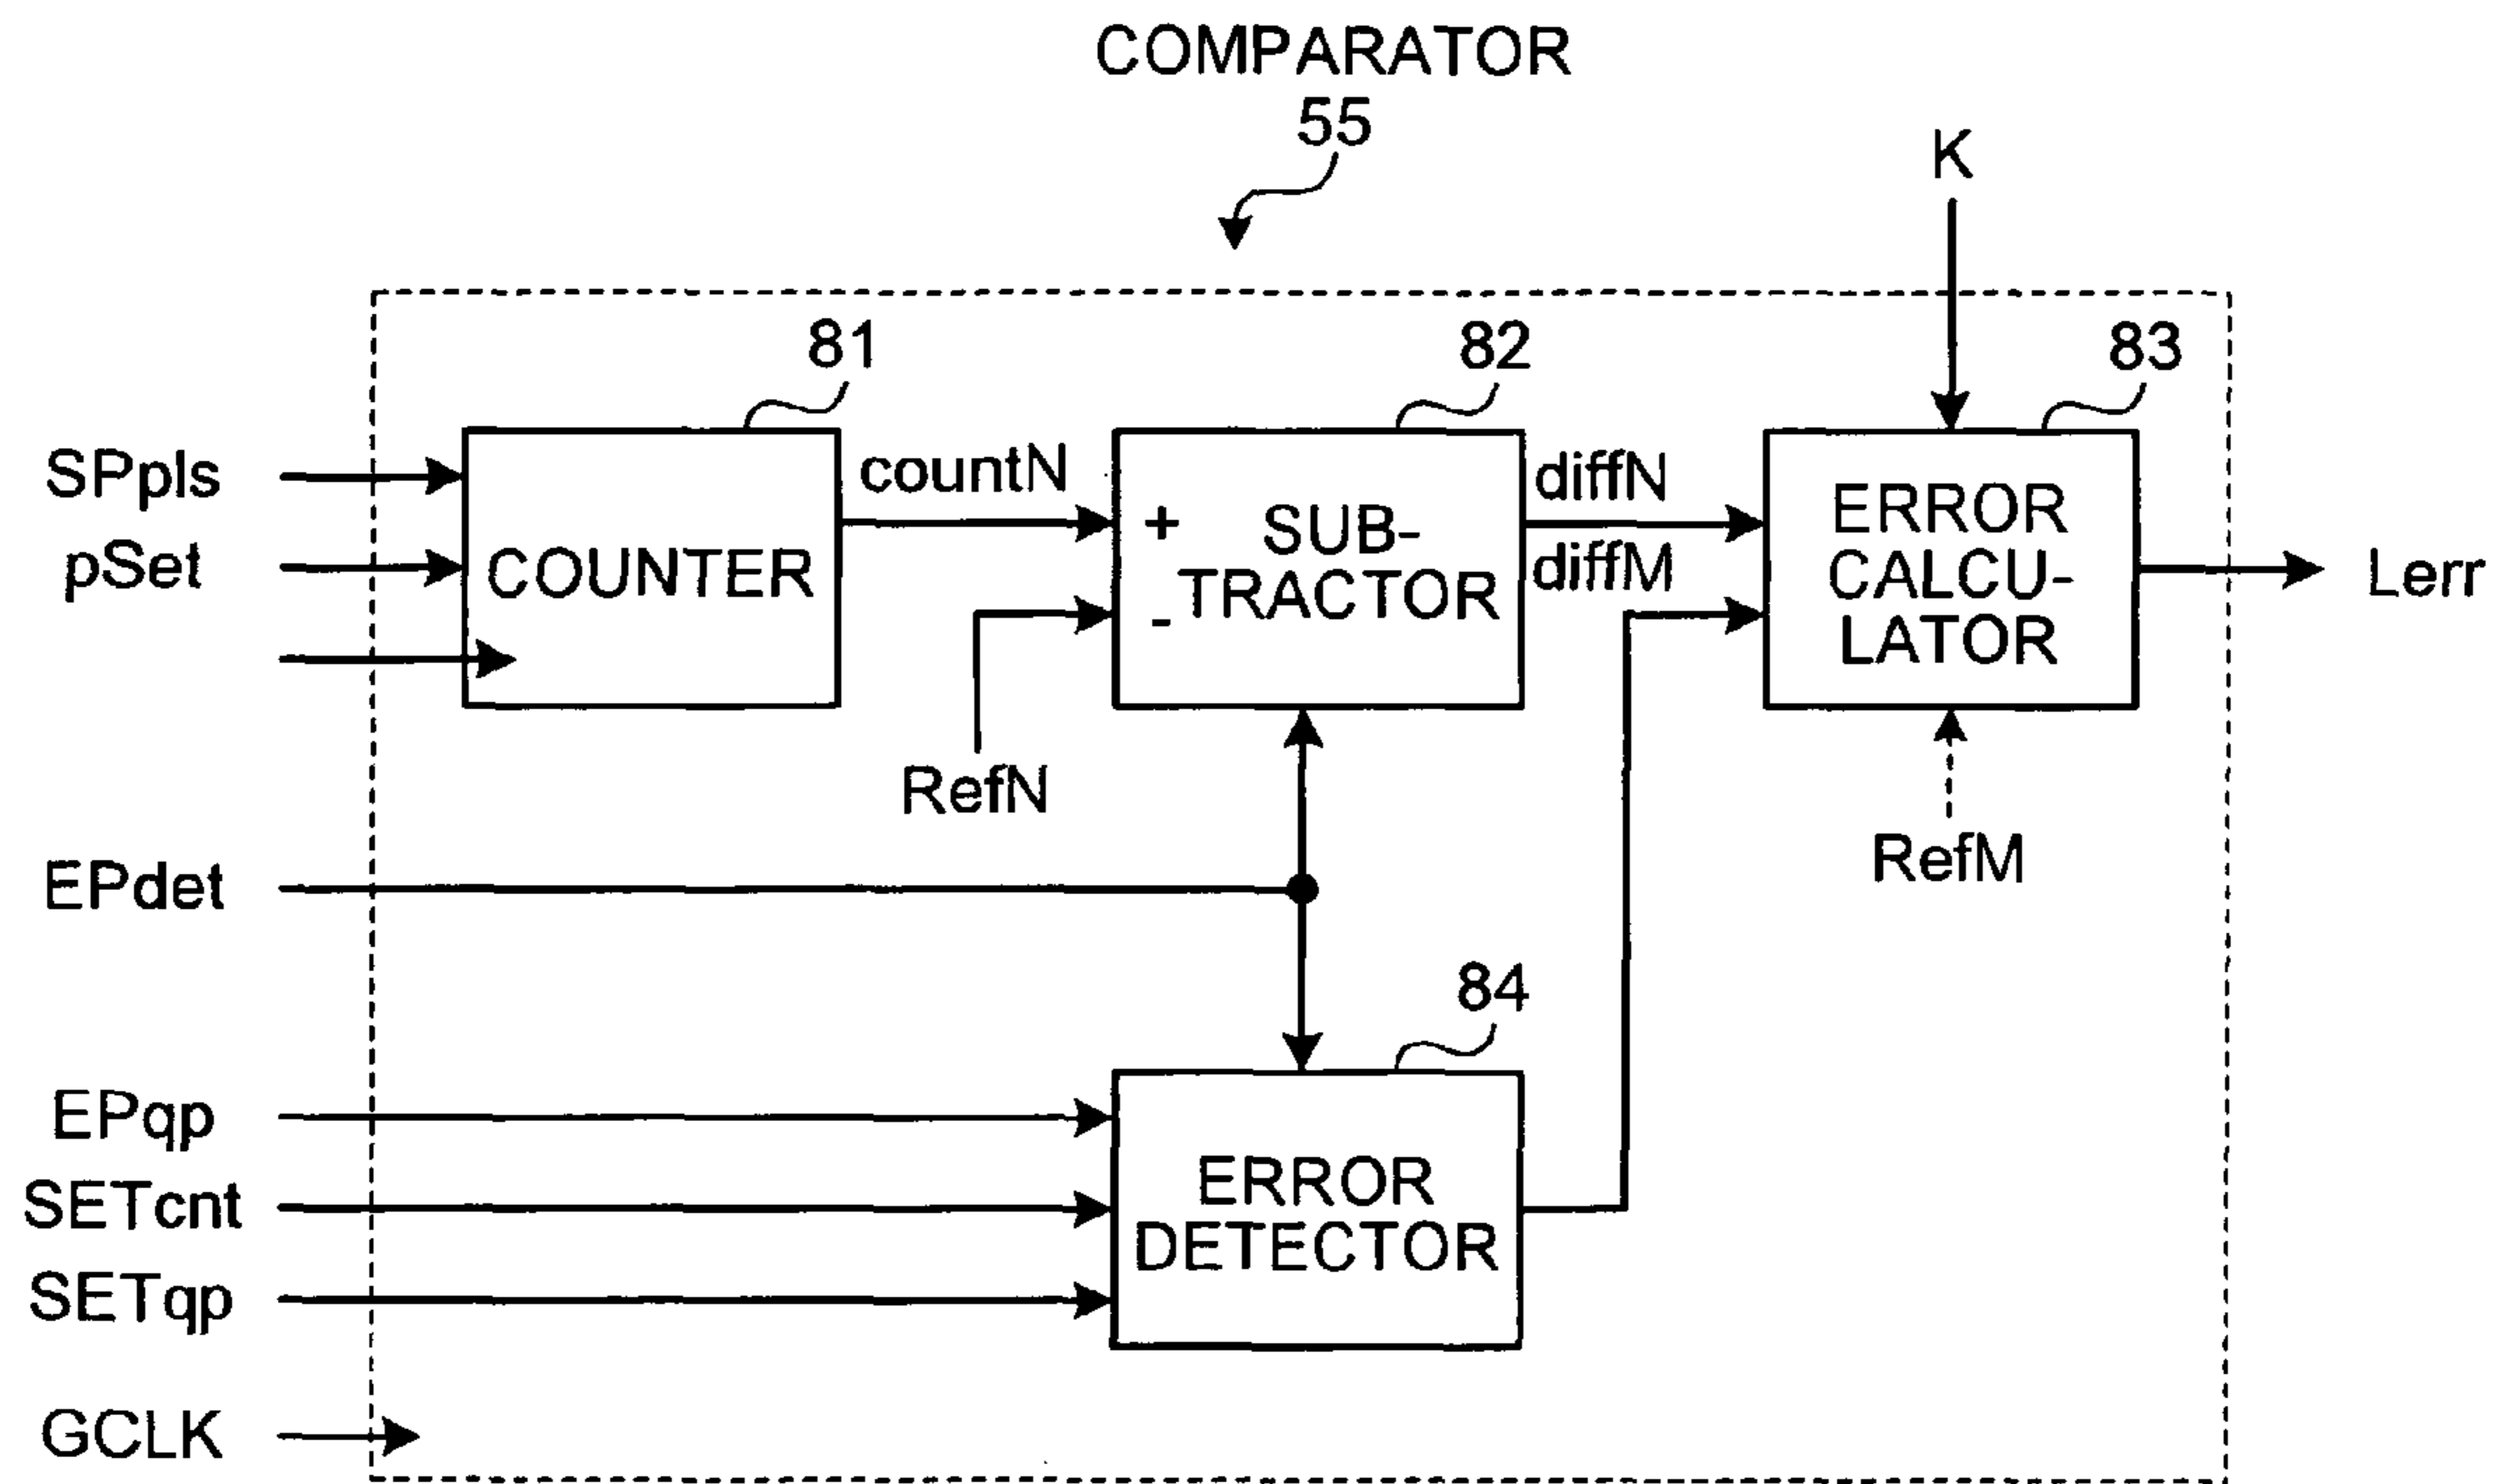 COMPARATOR
55
K
81
82
83
SPpls
pSet
COUNTER
countN
+
-
SUB-
TRACTOR
diffN
diffM
ERROR
CALCU-
LATOR
Lerr
RefN
RefM
EPdet
84
EPqp
SETcnt
SETqp
ERROR
DETECTOR
GCLK